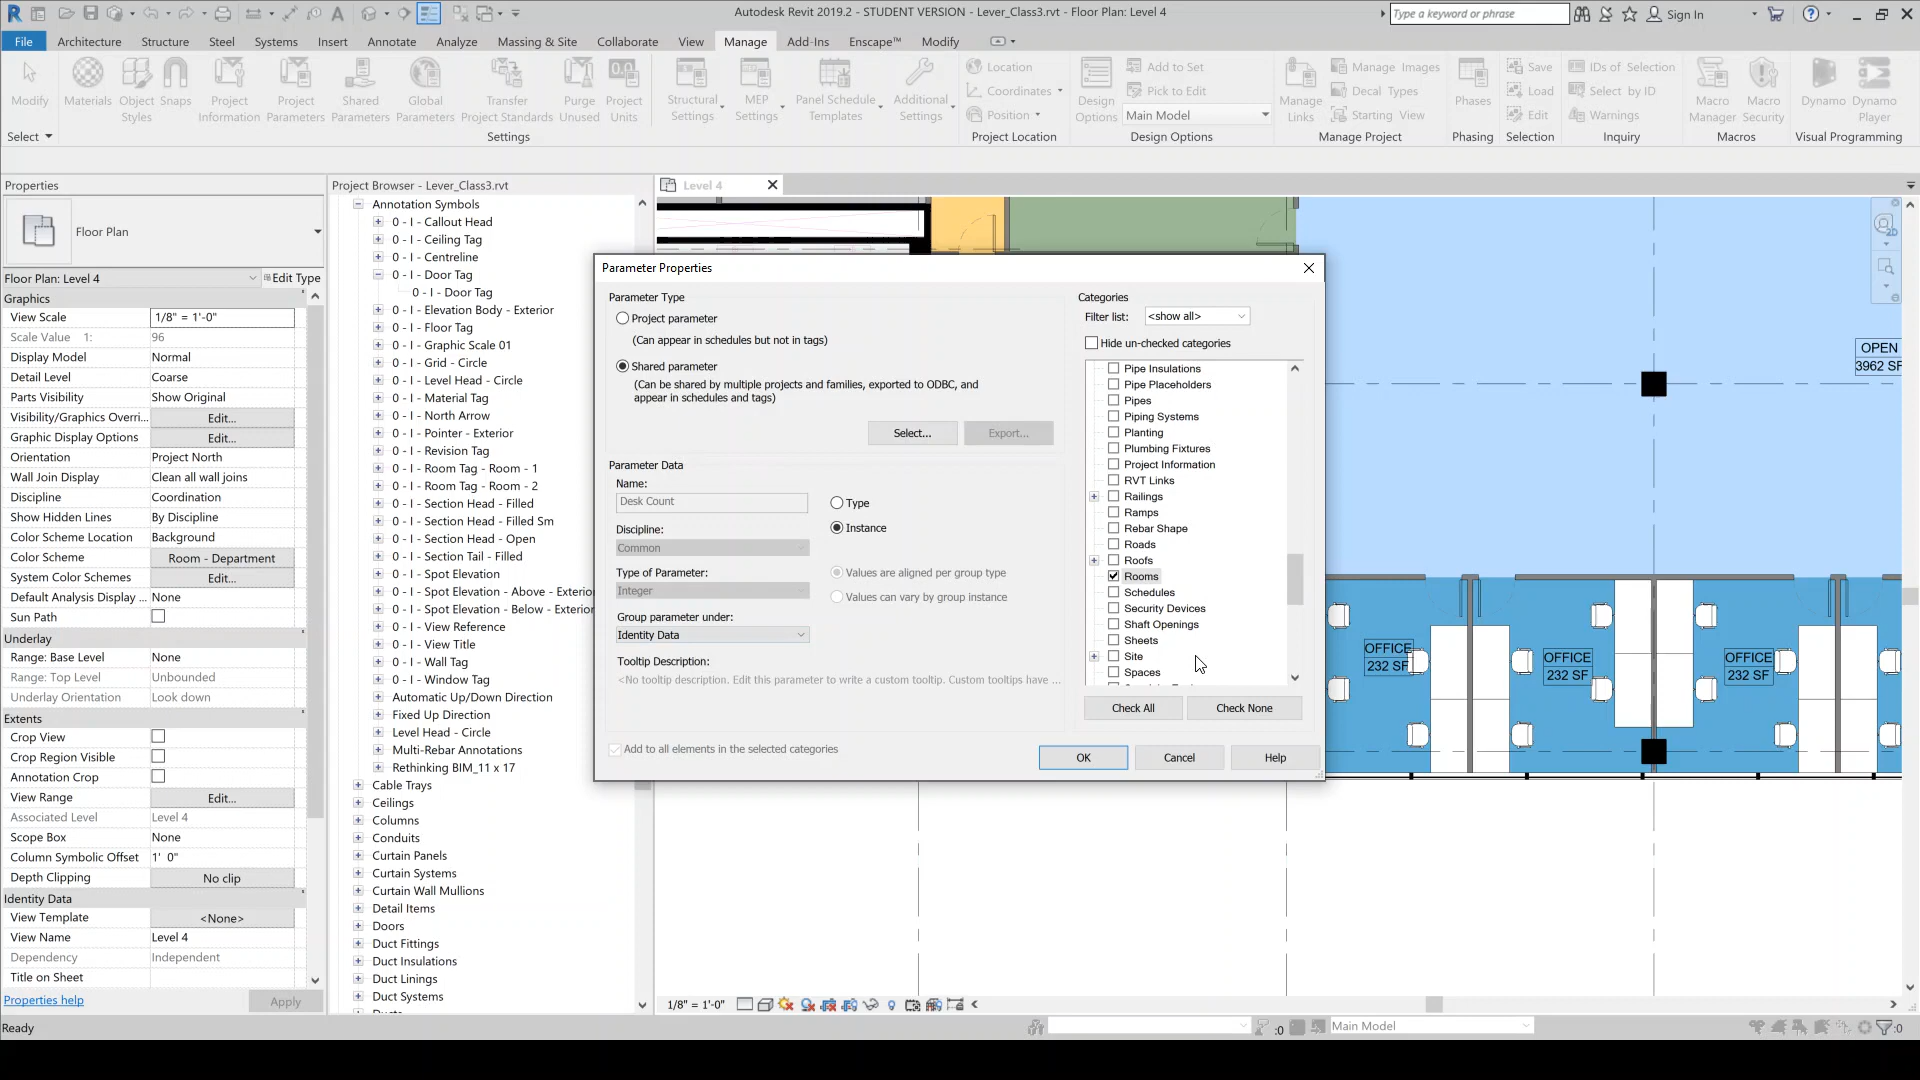 Autodesk Revit 2019.2 - STUDENT VERSION - Lever_Class3.rvt - Floor Plan: Level 4
Type a keyword or phrase
Sign In
File Architecture Structure Steel Systems Insert Annotate Analyze Massing & Site Collaborate View Manage Add-Ins Enscape™ Modify
Modify
Materials
Object Styles
Snaps
Project Information
Project Parameters
Shared Parameters
Global Parameters
Transfer Project Standards
Purge Unused
Project Units
Structural Settings
MEP Settings
Panel Schedule Templates
Additional Settings
Location
Coordinates
Position
Design Options
Add to Set
Pick to Edit
Main Model
Manage Links
Manage Images
Decal Types
Starting View
Phases
Save
Load
Edit
IDs of Selection
Select by ID
Warnings
Macro Manager
Macro Security
Dynamo
Dynamo Player
Select
Settings
Project Location
Design Options
Manage Project
Phasing
Selection
Inquiry
Macros
Visual Programming
Properties
Floor Plan
Floor Plan: Level 4
Edit Type
Graphics
View Scale 1/8" = 1'-0"
Scale Value 1: 96
Display Model Normal
Detail Level Coarse
Parts Visibility Show Original
Visibility/Graphics Overri... Edit...
Graphic Display Options Edit...
Orientation Project North
Wall Join Display Clean all wall joins
Discipline Coordination
Show Hidden Lines By Discipline
Color Scheme Location Background
Color Scheme Room - Department
System Color Schemes Edit...
Default Analysis Display ... None
Sun Path
Underlay
Range: Base Level None
Range: Top Level Unbounded
Underlay Orientation Look down
Extents
Crop View
Crop Region Visible
Annotation Crop
View Range Edit...
Associated Level Level 4
Scope Box None
Column Symbolic Offset 1' 0"
Depth Clipping No clip
Identity Data
View Template <None>
View Name Level 4
Dependency Independent
Title on Sheet
Properties help
Apply
Ready
Project Browser - Lever_Class3.rvt
Annotation Symbols
0 - I - Callout Head
0 - I - Ceiling Tag
0 - I - Centreline
0 - I - Door Tag
0 - I - Door Tag
0 - I - Elevation Body - Exterior
0 - I - Floor Tag
0 - I - Graphic Scale 01
0 - I - Grid - Circle
0 - I - Level Head - Circle
0 - I - Material Tag
0 - I - North Arrow
0 - I - Pointer - Exterior
0 - I - Revision Tag
0 - I - Room Tag - Room - 1
0 - I - Room Tag - Room - 2
0 - I - Section Head - Filled
0 - I - Section Head - Filled Sm
0 - I - Section Head - Open
0 - I - Section Tail - Filled
0 - I - Spot Elevation
0 - I - Spot Elevation - Above - Exterior
0 - I - Spot Elevation - Below - Exterior
0 - I - View Reference
0 - I - View Title
0 - I - Wall Tag
0 - I - Window Tag
Automatic Up/Down Direction
Fixed Up Direction
Level Head - Circle
Multi-Rebar Annotations
Rethinking BIM_11 x 17
Cable Trays
Ceilings
Columns
Conduits
Curtain Panels
Curtain Systems
Curtain Wall Mullions
Detail Items
Doors
Duct Fittings
Duct Insulations
Duct Linings
Duct Systems
Level 4
Parameter Properties
Parameter Type
Project parameter
(Can appear in schedules but not in tags)
Shared parameter
(Can be shared by multiple projects and families, exported to ODBC, and
appear in schedules and tags)
Select... Export...
Parameter Data
Name:
Desk Count
Type
Instance
Discipline:
Common
Type of Parameter:
Integer
Values are aligned per group type
Values can vary by group instance
Group parameter under:
Identity Data
Tooltip Description:
<No tooltip description. Edit this parameter to write a custom tooltip. Custom tooltips have ...
Add to all elements in the selected categories
Categories
Filter list: <show all>
Hide un-checked categories
Pipe Insulations
Pipe Placeholders
Pipes
Piping Systems
Planting
Plumbing Fixtures
Project Information
RVT Links
Railings
Ramps
Rebar Shape
Roads
Roofs
Rooms
Schedules
Security Devices
Shaft Openings
Sheets
Site
Spaces
Check All Check None
OK Cancel Help
OPEN
3962 SF
OFFICE
232 SF
OFFICE
232 SF
OFFICE
232 SF
1/8" = 1'-0"
:0
Main Model
:0